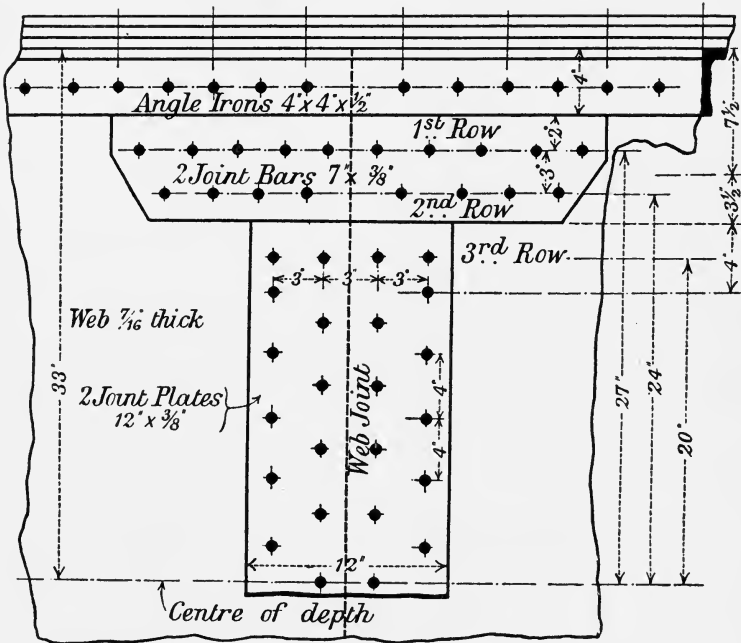 Angle Irons 4" x 4" x ½"
4"
7½
1st Row
2"
2 Joint Bars 7" x ⅜"
3"
2nd Row
3½"
3rd Row
4"
3" 3" 3"
Web 7/16" thick
33"
2 Joint Plates
12" x ⅜"
Web Joint
4"
4"
27"
24"
20"
12"
Centre of depth